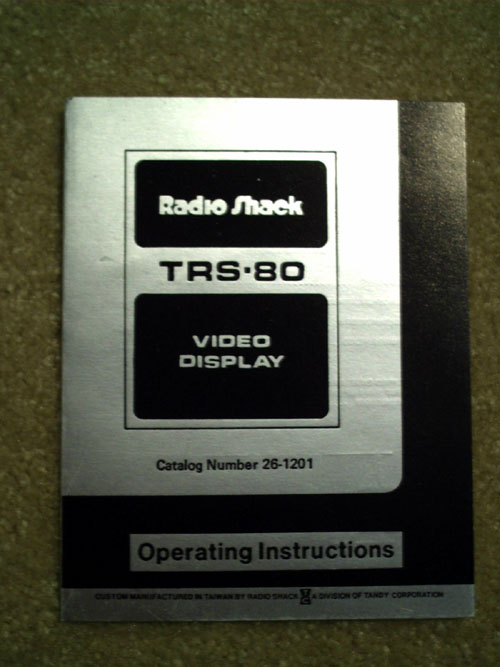 Radio Shack
TRS-80
VIDEO
DISPLAY
Catalog Number 26-1201
Operating Instructions
CUSTOM MANUFACTURED IN TAIWAN BY RADIO SHACK A DIVISION OF TANDY CORPORATION